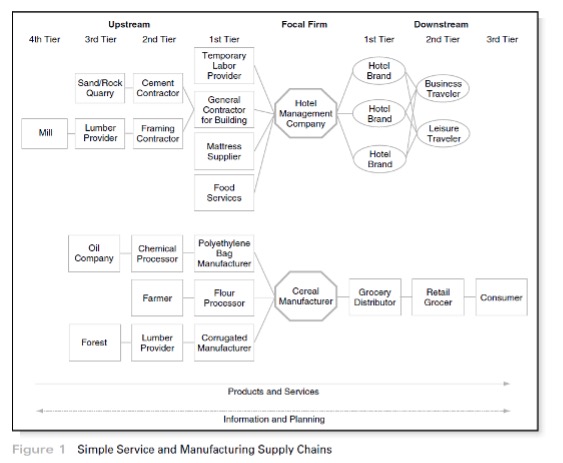 Upstream
Focal Firm
Downstream
4th Tier
3rd Tier
2nd Tier
1st Tier
1st Tier
2nd Tier
3rd Tier
Temporary
Labor
Provider
Sand/Rock
Quarry
Cement
Contractor
General
Contractor
for Building
Mill
Lumber
Provider
Framing
Contractor
Mattress
Supplier
Food
Services
Hotel
Management
Company
Hotel
Brand
Hotel
Brand
Hotel
Brand
Business
Traveler
Leisure
Traveler
Oil
Company
Chemical
Processor
Polyethylene
Bag
Manufacturer
Farmer
Flour
Processor
Forest
Lumber
Provider
Corrugated
Manufacturer
Cereal
Manufacturer
Grocery
Distributor
Retail
Grocer
Consumer
Products and Services
Information and Planning
Figure 1 Simple Service and Manufacturing Supply Chains